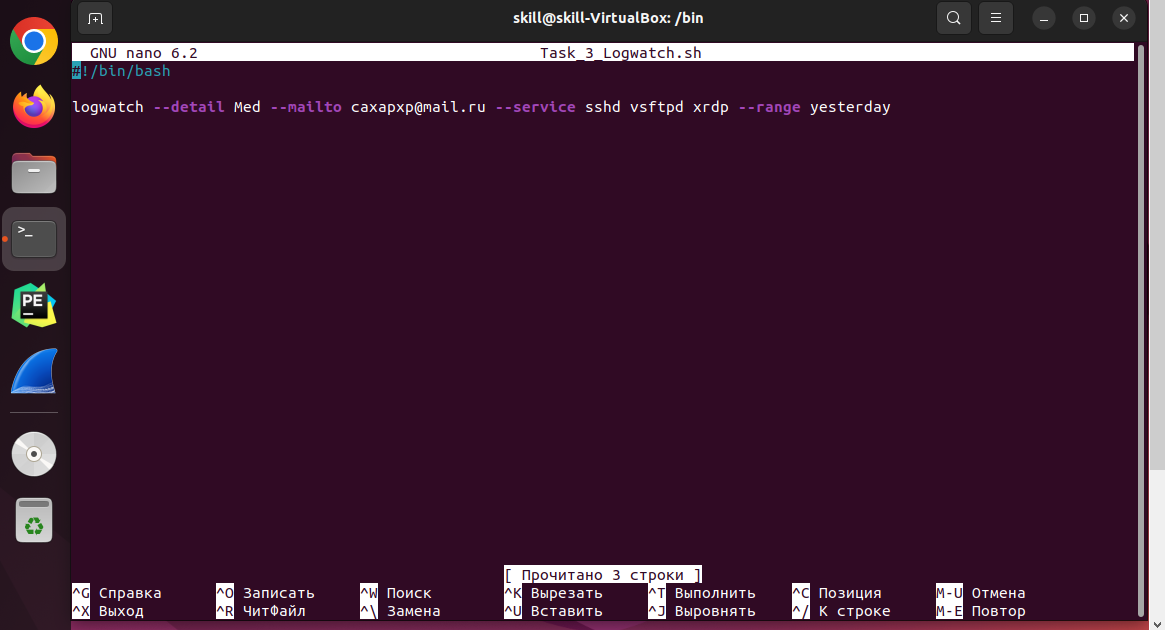 skill@skill-VirtualBox: /bin
GNU nano 6.2 Task_3_Logwatch.sh
#!/bin/bash
logwatch --detail Med --mailto caxapxp@mail.ru --service sshd vsftpd xrdp --range yesterday
[ Прочитано 3 строки ]
^G Справка ^O Записать ^W Поиск ^K Вырезать ^T Выполнить ^C Позиция M-U Отмена
^X Выход ^R ЧитФайл ^\ Замена ^U Вставить ^J Выровнять ^/ К строке M-E Повтор
>_
PE